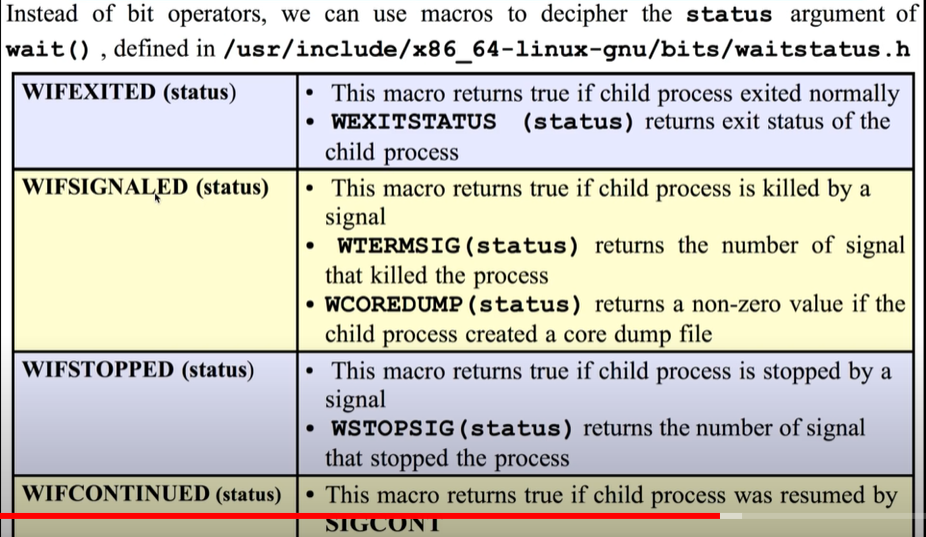 Instead of bit operators, we can use macros to decipher the status argument of
wait() , defined in /usr/include/x86_64-linux-gnu/bits/waitstatus.h
WIFEXITED (status)
• This macro returns true if child process exited normally
• WEXITSTATUS (status) returns exit status of the
child process
WIFSIGNALED (status)
• This macro returns true if child process is killed by a
signal
• WTERMSIG(status) returns the number of signal
that killed the process
• WCOREDUMP(status) returns a non-zero value if the
child process created a core dump file
WIFSTOPPED (status)
• This macro returns true if child process is stopped by a
signal
• WSTOPSIG(status) returns the number of signal
that stopped the process
WIFCONTINUED (status)
• This macro returns true if child process was resumed by
SIGCONT